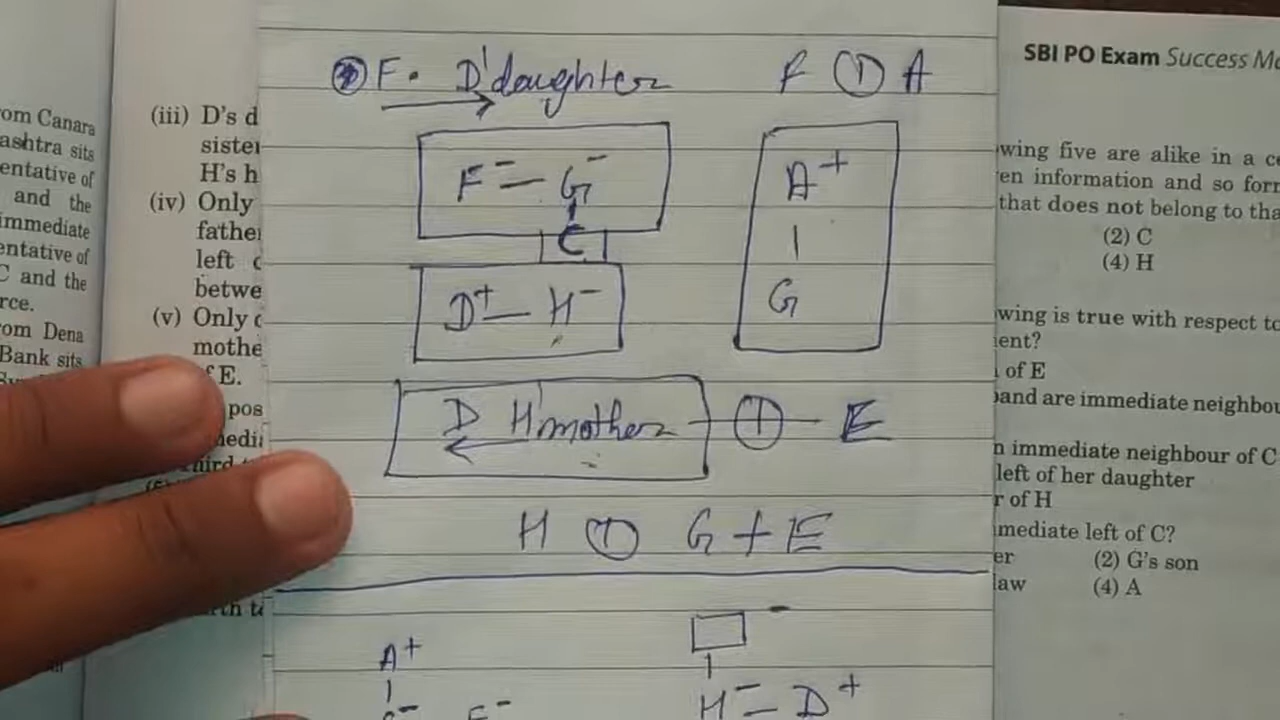 F. D'daughter
F ① A
F⁻ — G⁻
C
D⁺ — H⁻
A⁺
|
G
D H'mother — ① — E
H ① G + E
A⁺
H⁻ — D⁺
SBI PO Exam Success
(iii) D's d
sister
H's h
(iv) Only
father
left
betwe
(v) Only
mothe
of E.
pos
om Canara
ashtra sits
entative of
and the
immediate
entative of
C and the
rce.
om Dena
Bank sits
wing five are alike in a
en information and so for
that does not belong to tha
(2) C
(4) H
owing is true with respect to
ent?
of E
band are immediate neighbou
n immediate neighbour of C
left of her daughter
r of H
mediate left of C?
er (2) G's son
law (4) A